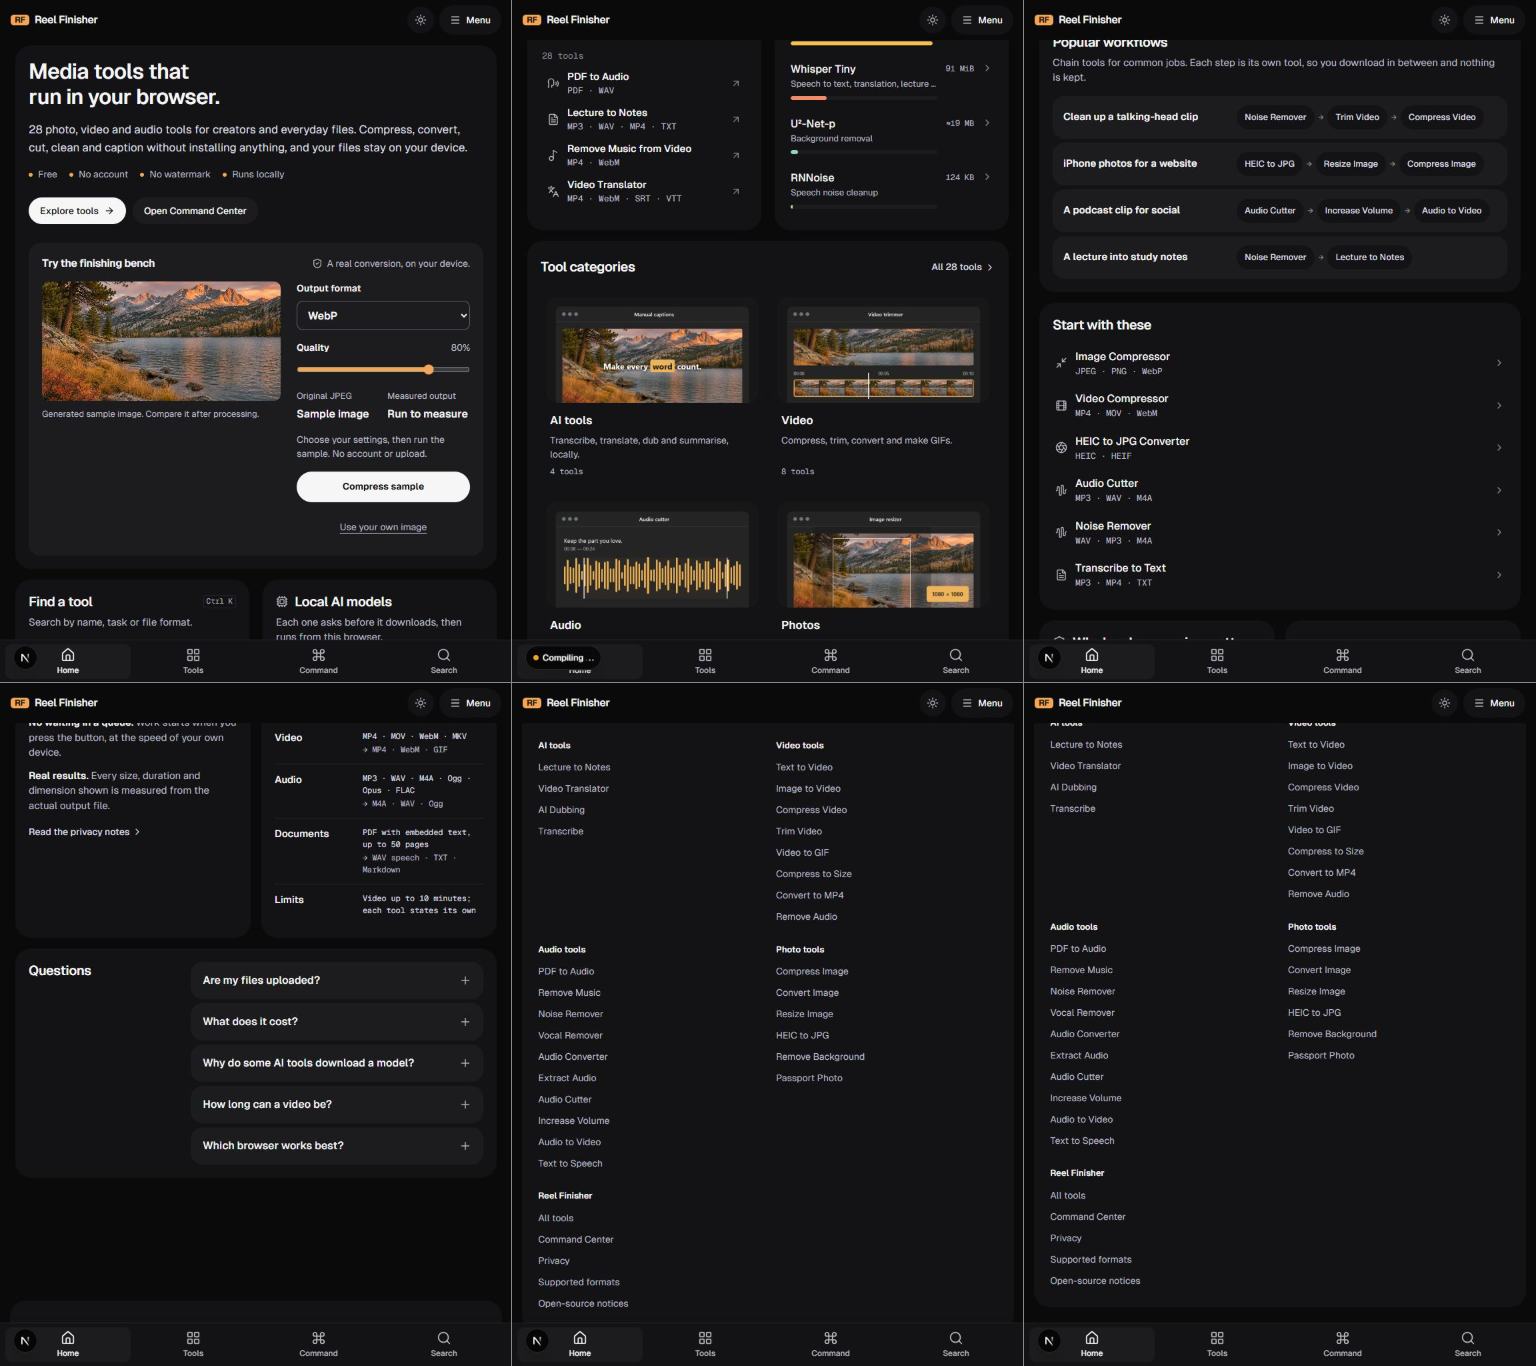 RF Reel Finisher
Menu
Media tools that
run in your browser.
28 photo, video and audio tools for creators and everyday files. Compress, convert,
cut, clean and caption without installing anything, and your files stay on your device.
Free No account No watermark Runs locally
Explore tools →
Open Command Center
Try the finishing bench
A real conversion, on your device.
Output format
WebP
Quality 80%
Original JPEG
Sample image
Measured output
Run to measure
Generated sample image. Compare it after processing.
Choose your settings, then run the
sample. No account or upload.
Compress sample
Use your own image
Find a tool
Ctrl K
Search by name, task or file format.
Local AI models
Each one asks before it downloads, then
runs from this browser.
N
Home
Tools
Command
Search
RF Reel Finisher
Menu
28 tools
PDF to Audio
PDF · WAV
Lecture to Notes
MP3 · WAV · MP4 · TXT
Remove Music from Video
MP4 · WebM
Video Translator
MP4 · WebM · SRT · VTT
Whisper Tiny
91 MiB
Speech to text, translation, lecture ...
U²-Net-p
≈19 MB
Background removal
RNNoise
124 KB
Speech noise cleanup
Tool categories
All 28 tools
Manual captions
Make every word count.
AI tools
Transcribe, translate, dub and summarise,
locally.
4 tools
Video trimmer
00:00 00:05 00:10
Video
Compress, trim, convert and make GIFs.
8 tools
Audio cutter
Keep the part you love.
00:08 — 00:24
Audio
Image resizer
1080 × 1080
Photos
Compiling ...
Home
Tools
Command
Search
RF Reel Finisher
Menu
Popular workflows
Chain tools for common jobs. Each step is its own tool, so you download in between and nothing
is kept.
Clean up a talking-head clip
Noise Remover → Trim Video → Compress Video
iPhone photos for a website
HEIC to JPG → Resize Image → Compress Image
A podcast clip for social
Audio Cutter → Increase Volume → Audio to Video
A lecture into study notes
Noise Remover → Lecture to Notes
Start with these
Image Compressor
JPEG · PNG · WebP
Video Compressor
MP4 · MOV · WebM
HEIC to JPG Converter
HEIC · HEIF
Audio Cutter
MP3 · WAV · M4A
Noise Remover
WAV · MP3 · M4A
Transcribe to Text
MP3 · MP4 · TXT
N
Home
Tools
Command
Search
RF Reel Finisher
Menu
No waiting in a queue. Work starts when you
press the button, at the speed of your own
device.
Real results. Every size, duration and
dimension shown is measured from the
actual output file.
Read the privacy notes
Video
MP4 · MOV · WebM · MKV
→ MP4 · WebM · GIF
Audio
MP3 · WAV · M4A · Ogg ·
Opus · FLAC
→ M4A · WAV · Ogg
Documents
PDF with embedded text,
up to 50 pages
→ WAV speech · TXT ·
Markdown
Limits
Video up to 10 minutes;
each tool states its own
Questions
Are my files uploaded?
What does it cost?
Why do some AI tools download a model?
How long can a video be?
Which browser works best?
N
Home
Tools
Command
Search
RF Reel Finisher
Menu
AI tools
Lecture to Notes
Video Translator
AI Dubbing
Transcribe
Video tools
Text to Video
Image to Video
Compress Video
Trim Video
Video to GIF
Compress to Size
Convert to MP4
Remove Audio
Audio tools
PDF to Audio
Remove Music
Noise Remover
Vocal Remover
Audio Converter
Extract Audio
Audio Cutter
Increase Volume
Audio to Video
Text to Speech
Photo tools
Compress Image
Convert Image
Resize Image
HEIC to JPG
Remove Background
Passport Photo
Reel Finisher
All tools
Command Center
Privacy
Supported formats
Open-source notices
N
Home
Tools
Command
Search
RF Reel Finisher
Menu
AI tools
Lecture to Notes
Video Translator
AI Dubbing
Transcribe
Video tools
Text to Video
Image to Video
Compress Video
Trim Video
Video to GIF
Compress to Size
Convert to MP4
Remove Audio
Audio tools
PDF to Audio
Remove Music
Noise Remover
Vocal Remover
Audio Converter
Extract Audio
Audio Cutter
Increase Volume
Audio to Video
Text to Speech
Photo tools
Compress Image
Convert Image
Resize Image
HEIC to JPG
Remove Background
Passport Photo
Reel Finisher
All tools
Command Center
Privacy
Supported formats
Open-source notices
N
Home
Tools
Command
Search